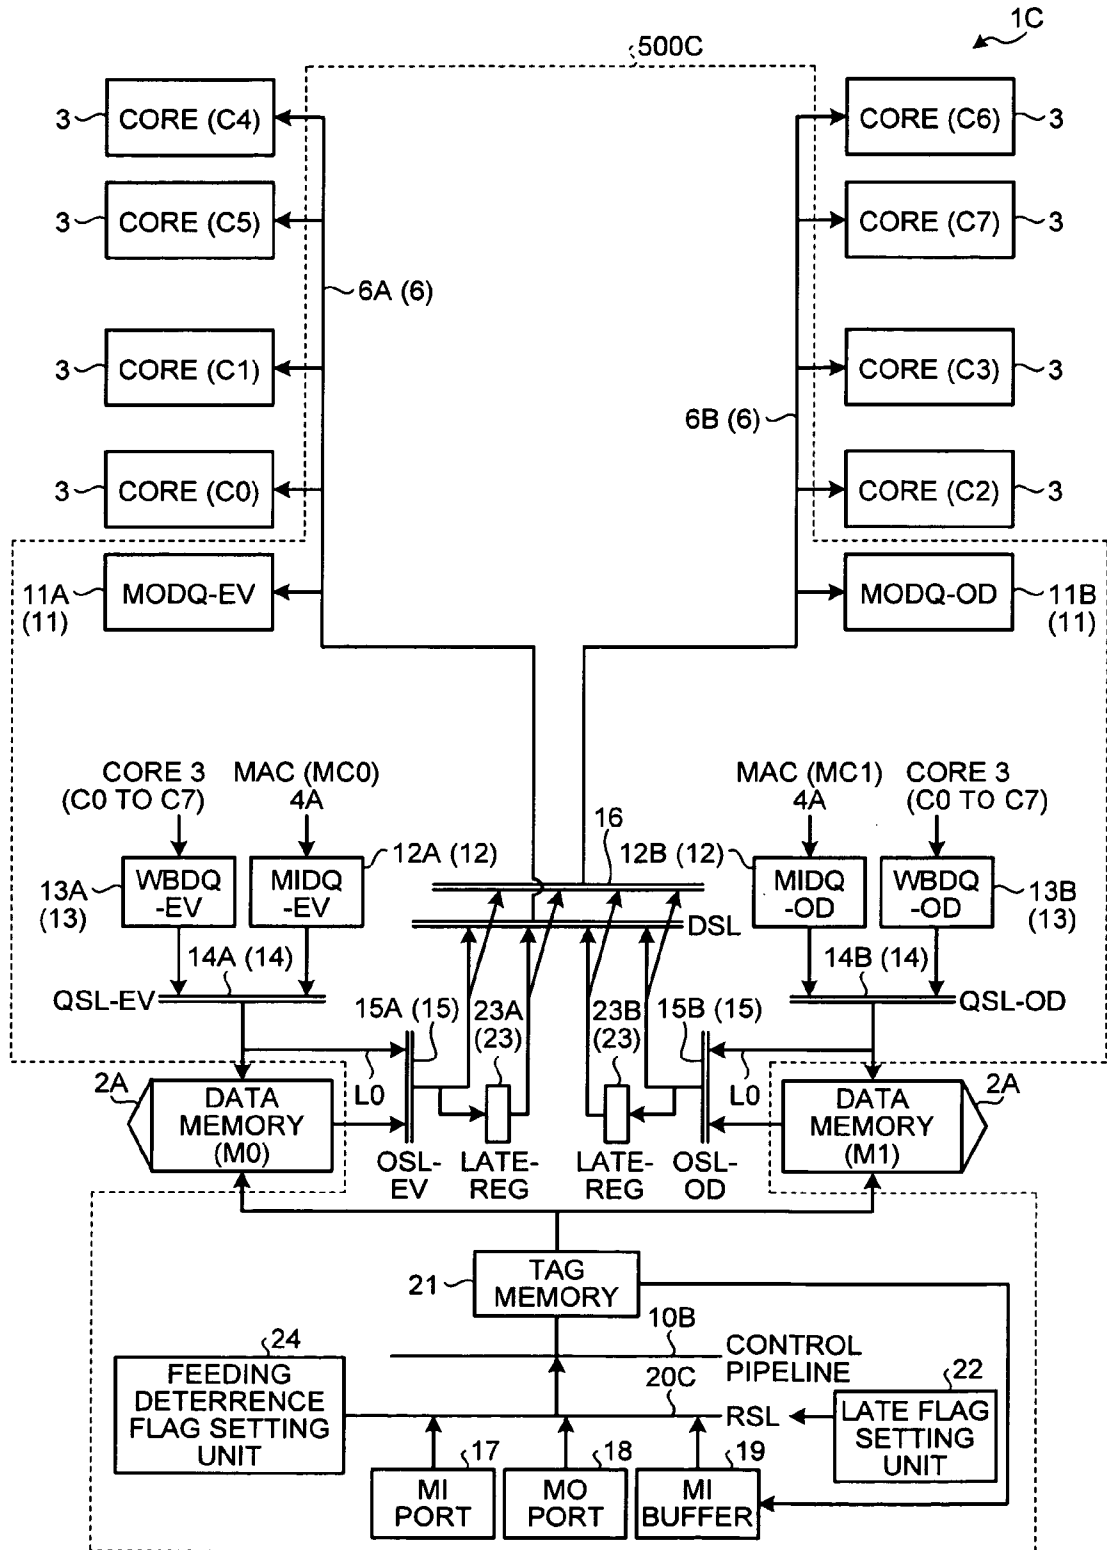 1C
500C
3
CORE (C4)
CORE (C6)
3
3
CORE (C5)
CORE (C7)
3
6A (6)
3
CORE (C1)
CORE (C3)
3
6B (6)
3
CORE (C0)
CORE (C2)
3
11A
(11)
MODQ-EV
MODQ-OD
11B
(11)
CORE 3
(C0 TO C7)
MAC (MC0)
4A
MAC (MC1)
4A
CORE 3
(C0 TO C7)
16
12A (12)
12B (12)
13A
(13)
WBDQ
-EV
MIDQ
-EV
MIDQ
-OD
WBDQ
-OD
13B
(13)
DSL
14A (14)
14B (14)
QSL-EV
QSL-OD
15A (15)
23A
(23)
23B
(23)
15B (15)
2A
DATA
MEMORY
(M0)
L0
L0
DATA
MEMORY
(M1)
2A
OSL-
EV
LATE-
REG
LATE-
REG
OSL-
OD
21
TAG
MEMORY
10B
CONTROL
PIPELINE
24
FEEDING
DETERRENCE
FLAG SETTING
UNIT
20C
RSL
22
LATE FLAG
SETTING
UNIT
17
MI
PORT
18
MO
PORT
19
MI
BUFFER